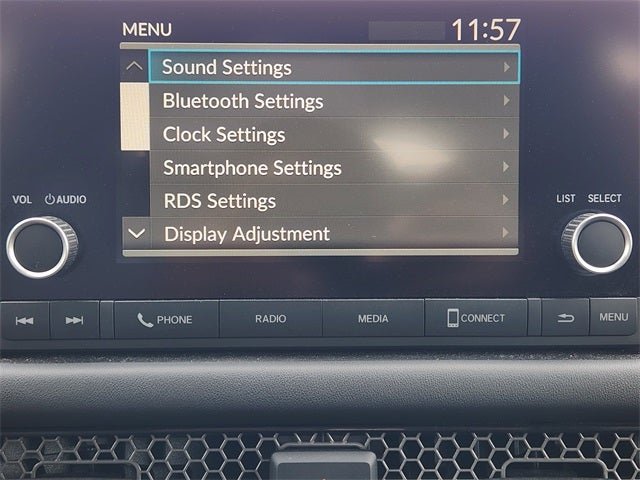 MENU 11:57
Sound Settings
Bluetooth Settings
Clock Settings
Smartphone Settings
RDS Settings
Display Adjustment
VOL AUDIO
LIST SELECT
PHONE RADIO MEDIA CONNECT MENU